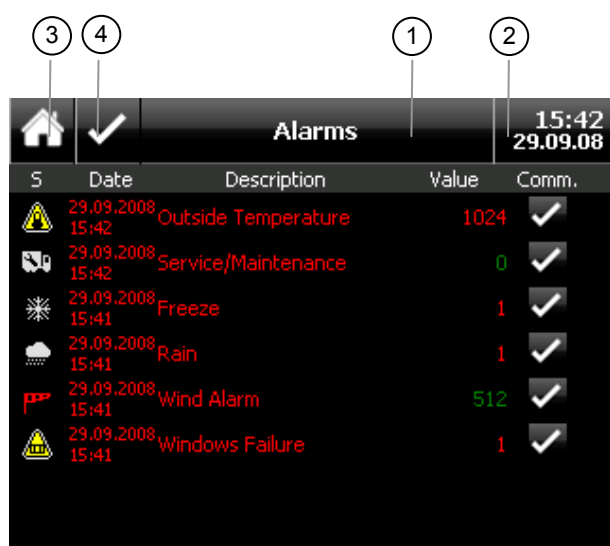 3 4 1 2
Alarms 15:42
29.09.08
S Date Description Value Comm.
29.09.2008
15:42 Outside Temperature 1024
29.09.2008
15:42 Service/Maintenance 0
29.09.2008
15:41 Freeze 1
29.09.2008
15:41 Rain 1
29.09.2008
15:41 Wind Alarm 512
29.09.2008
15:41 Windows Failure 1